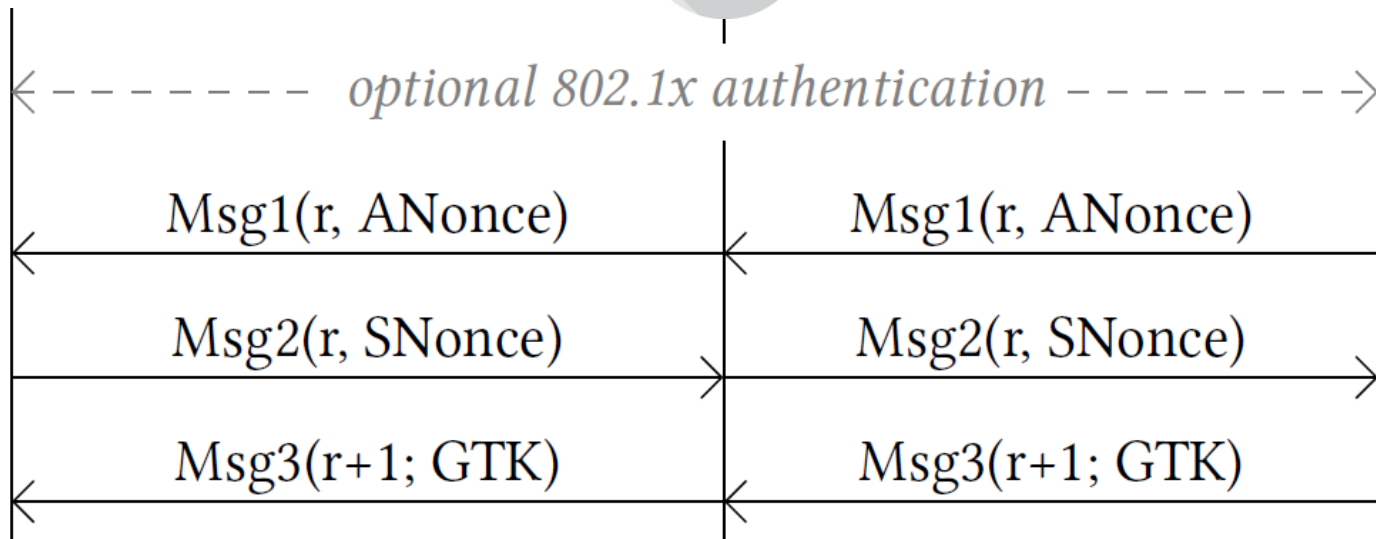 optional 802.1x authentication
Msg1(r, ANonce) Msg1(r, ANonce)
Msg2(r, SNonce) Msg2(r, SNonce)
Msg3(r+1; GTK) Msg3(r+1; GTK)